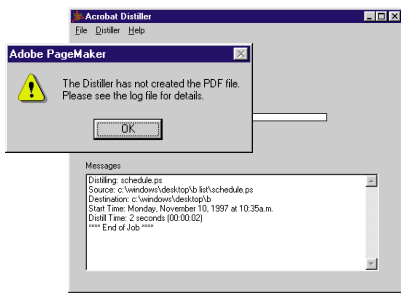 Acrobat Distiller
File Distiller Help
Adobe PageMaker
The Distiller has not created the PDF file.
Please see the log file for details.
OK
Messages
Distilling: schedule.ps
Source: c:\windows\desktop\b list\schedule.ps
Destination: c:\windows\desktop\b
Start Time: Monday, November 10, 1997 at 10:35a.m.
Distill Time: 2 seconds (00:00:02)
**** End of Job ****